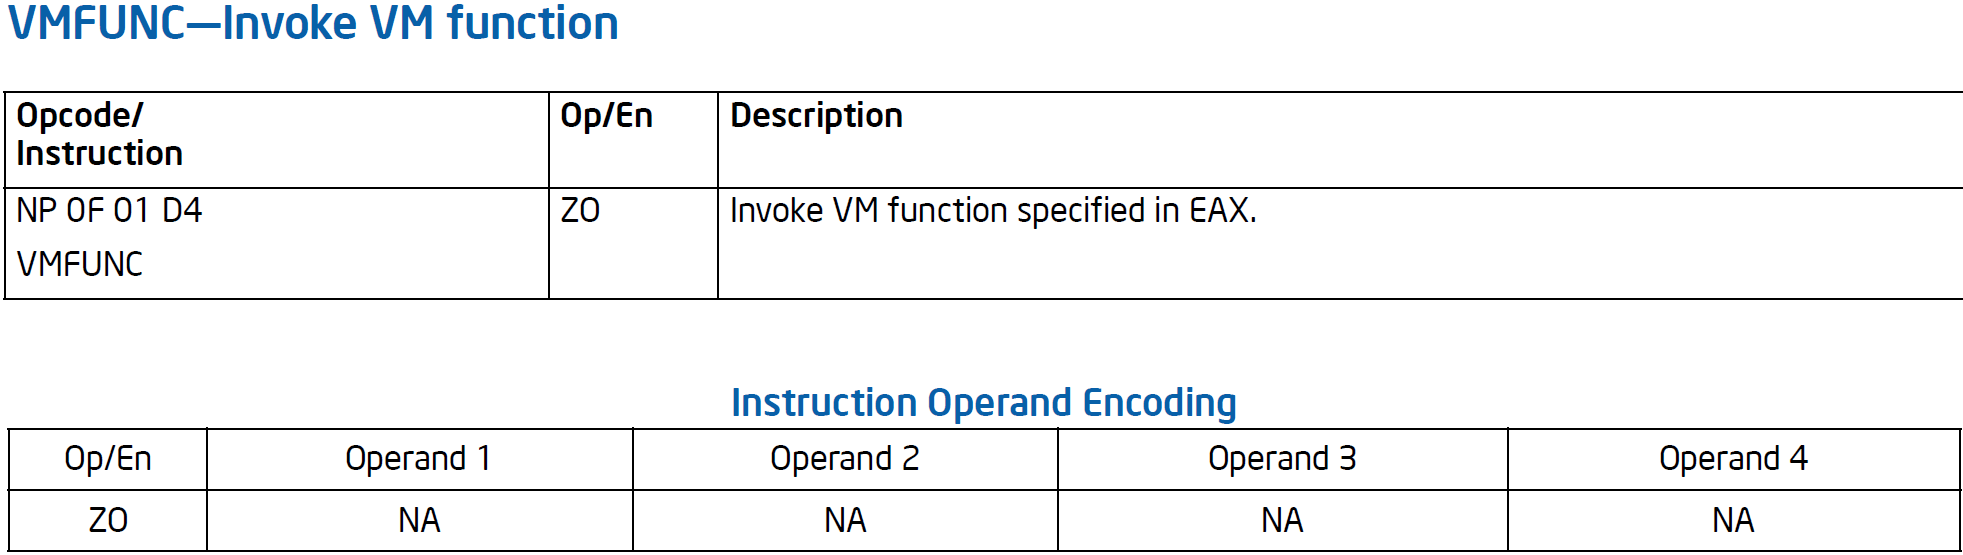 VMFUNC—Invoke VM function
Opcode/
Instruction
Op/En
Description
NP 0F 01 D4
VMFUNC
ZO
Invoke VM function specified in EAX.
Instruction Operand Encoding
Op/En Operand 1 Operand 2 Operand 3 Operand 4
ZO NA NA NA NA